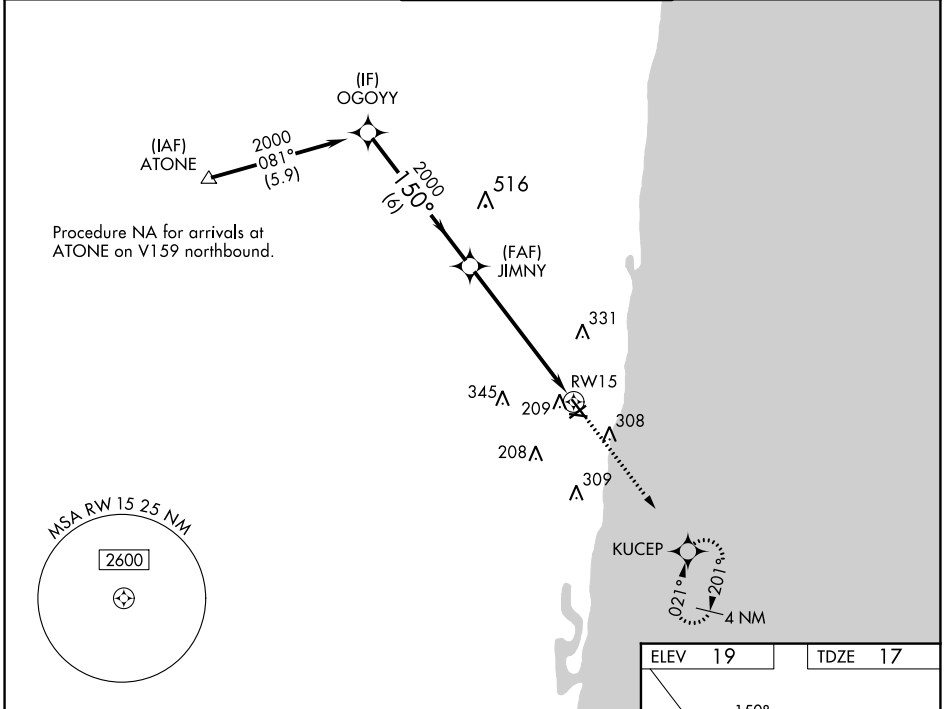 (IF)
OGOYY
(IAF)
ATONE
2000
081°
(5.9)
2000
150°
(6)
516
Procedure NA for arrivals at
ATONE on V159 northbound.
(FAF)
JIMNY
331
RW15
345
209
308
208
309
MSA RW 15 25 NM
2600
KUCEP
021°
201°
4 NM
ELEV 19
TDZE 17